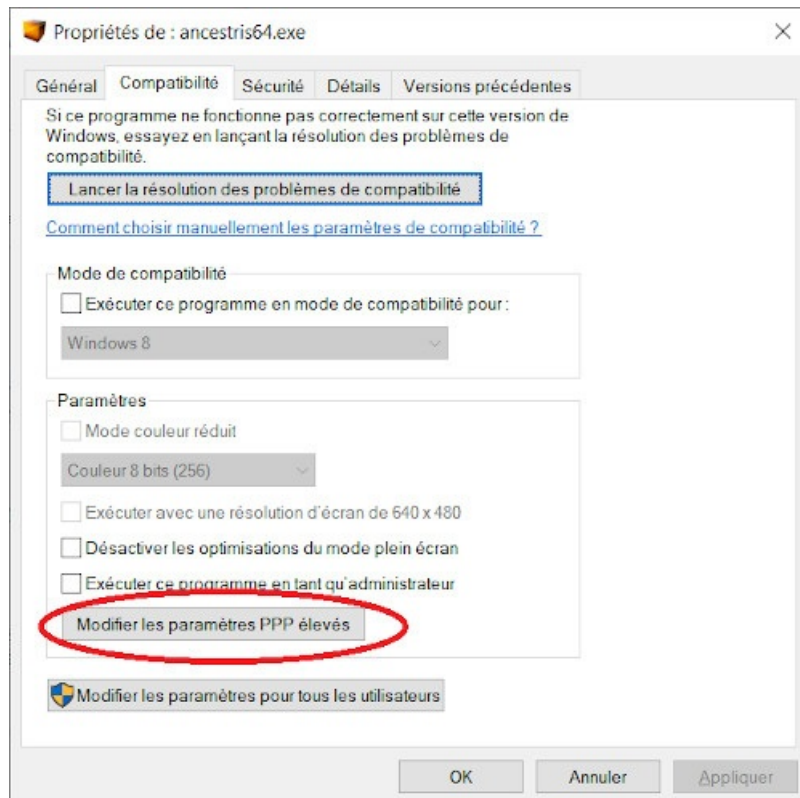 Propriétés de : ancestris64.exe
Général Compatibilité Sécurité Détails Versions précédentes
Si ce programme ne fonctionne pas correctement sur cette version de
Windows, essayez en lançant la résolution des problèmes de
compatibilité.
Lancer la résolution des problèmes de compatibilité
Comment choisir manuellement les paramètres de compatibilité ?
Mode de compatibilité
Exécuter ce programme en mode de compatibilité pour :
Windows 8
Paramètres
Mode couleur réduit
Couleur 8 bits (256)
Exécuter avec une résolution d'écran de 640 x 480
Désactiver les optimisations du mode plein écran
Exécuter ce programme en tant qu'administrateur
Modifier les paramètres PPP élevés
Modifier les paramètres pour tous les utilisateurs
OK Annuler Appliquer